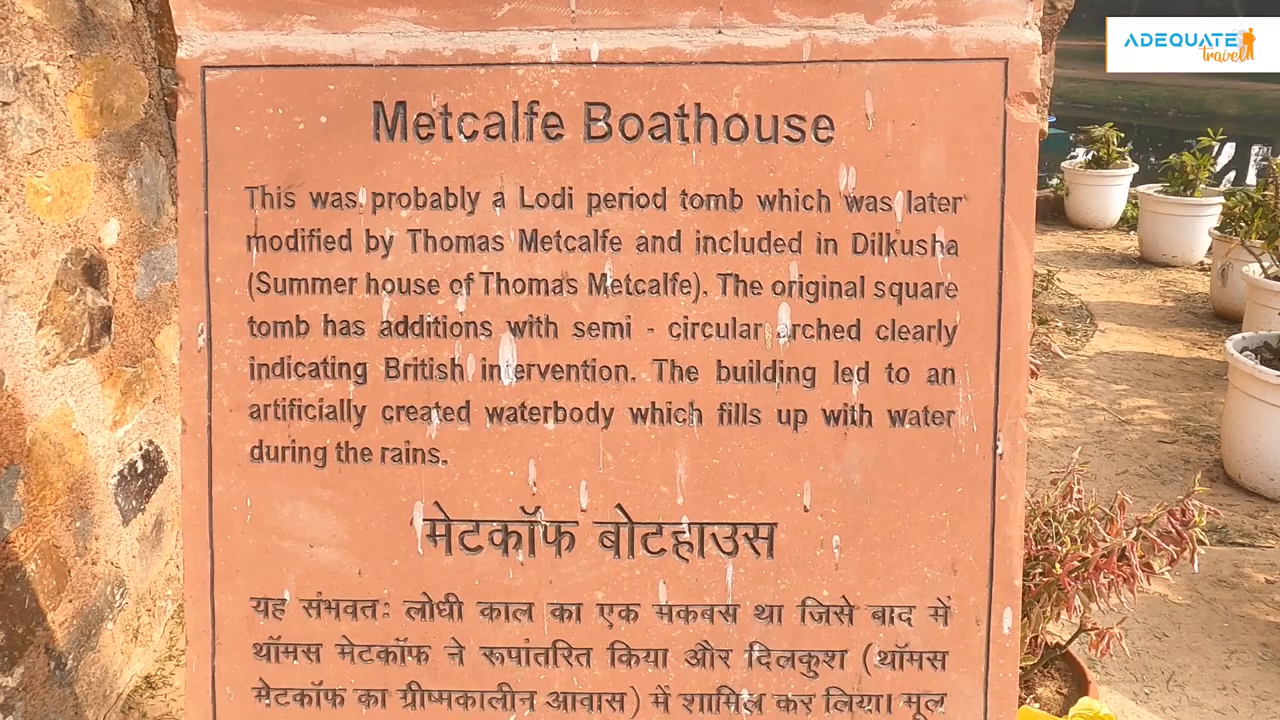 ADEQUATE
travel
Metcalfe Boathouse
This was probably a Lodi period tomb which was later
modified by Thomas Metcalfe and included in Dilkusha
(Summer house of Thomas Metcalfe). The original square
tomb has additions with semi - circular arched clearly
indicating British intervention. The building led to an
artificially created waterbody which fills up with water
during the rains.
मेटकॉफ बोटहाउस
यह संभवतः लोधी काल का एक मकबस था जिसे बाद में
थॉमस मेटकॉफ ने रूपांतरित किया और दिलकुश (थॉमस
मेटकॉफ का ग्रीष्मकालीन आवास) में शामिल कर लिया। मूल